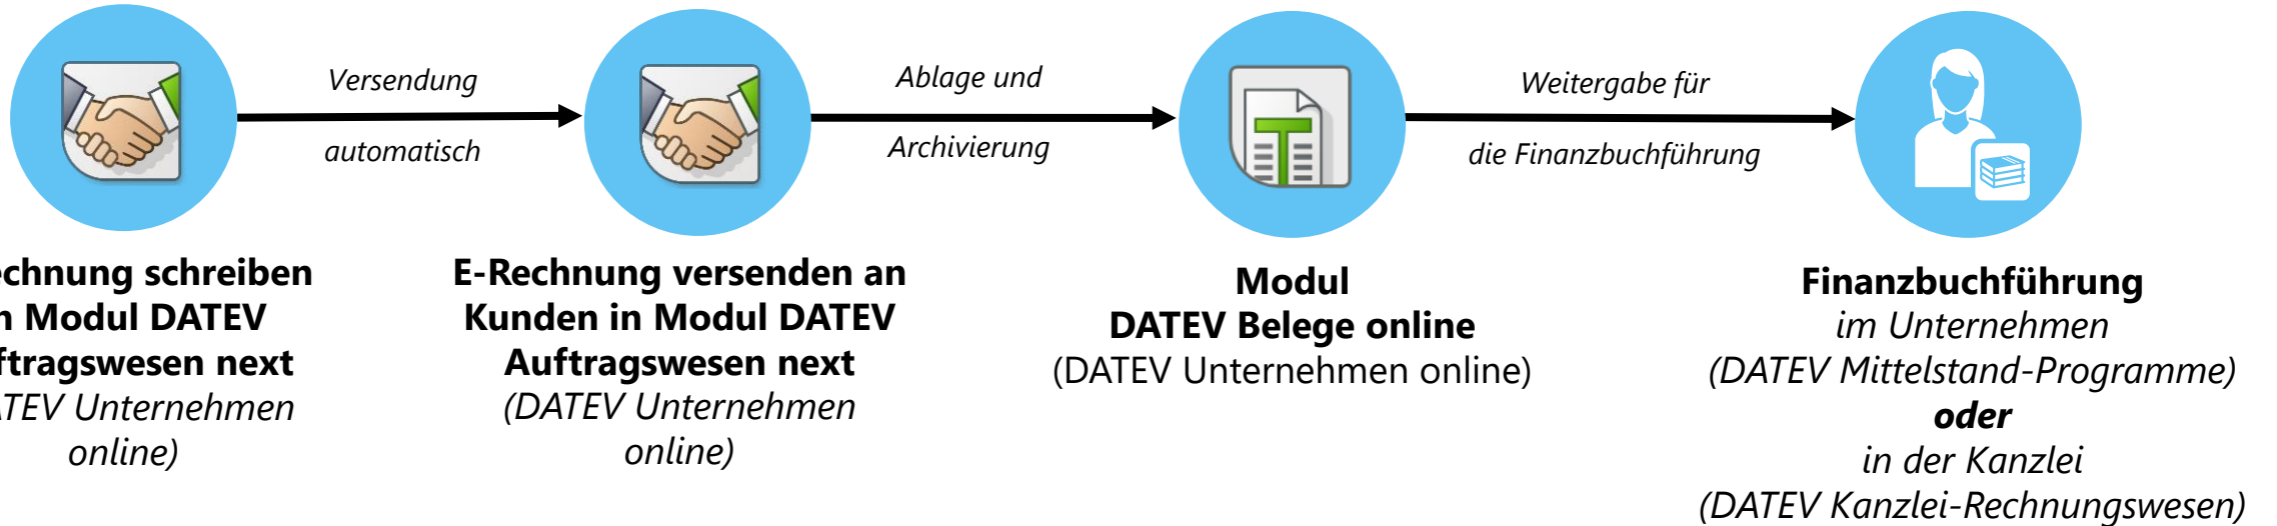 Versendung
automatisch
Ablage und
Archivierung
Weitergabe für
die Finanzbuchführung
echnung schreiben
n Modul DATEV
ftragswesen next
ATEV Unternehmen
online)
E-Rechnung versenden an
Kunden in Modul DATEV
Auftragswesen next
(DATEV Unternehmen
online)
Modul
DATEV Belege online
(DATEV Unternehmen online)
Finanzbuchführung
im Unternehmen
(DATEV Mittelstand-Programme)
oder
in der Kanzlei
(DATEV Kanzlei-Rechnungswesen)